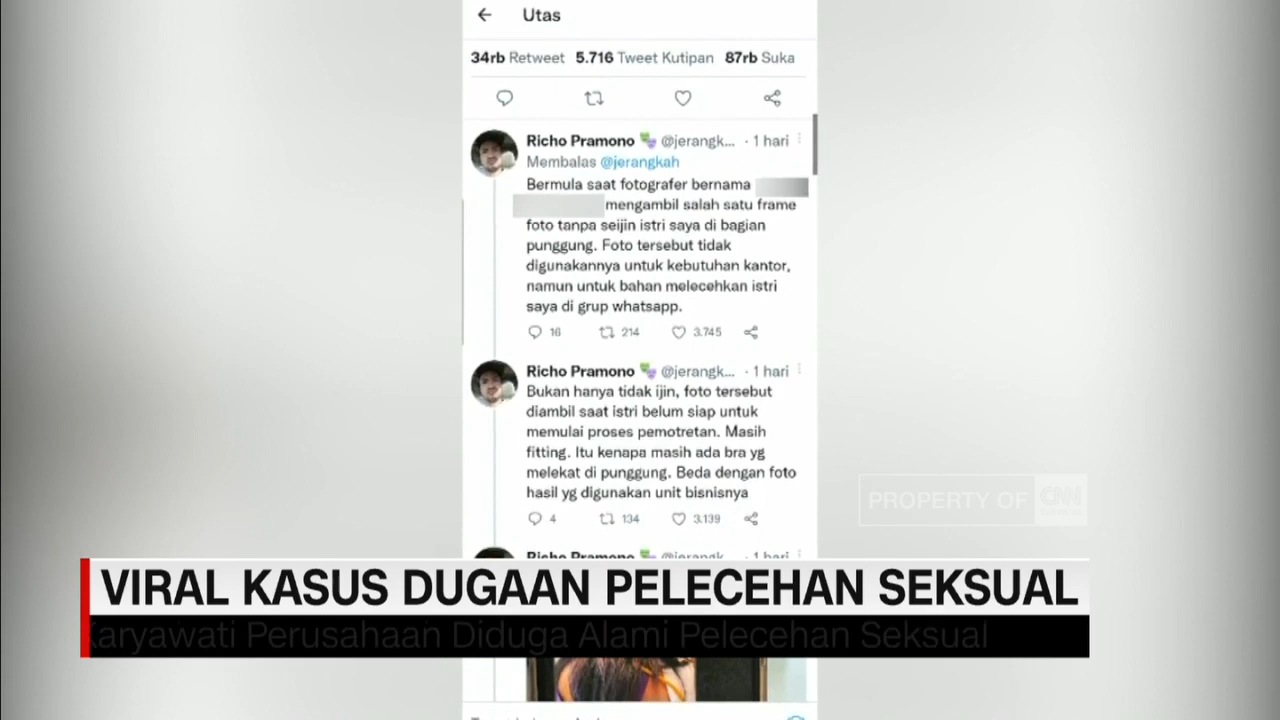 Utas
34rb Retweet 5.716 Tweet Kutipan 87rb Suka
Richo Pramono @jerangk... · 1 hari
Membalas @jerangkah
Bermula saat fotografer bernama
mengambil salah satu frame
foto tanpa seijin istri saya di bagian
punggung. Foto tersebut tidak
digunakannya untuk kebutuhan kantor,
namun untuk bahan melecehkan istri
saya di grup whatsapp.
16 214 3.745
Richo Pramono @jerangk... · 1 hari
Bukan hanya tidak ijin, foto tersebut
diambil saat istri belum siap untuk
memulai proses pemotretan. Masih
fitting. Itu kenapa masih ada bra yg
melekat di punggung. Beda dengan foto
hasil yg digunakan unit bisnisnya
4 134 3.139
PROPERTY OF CNN
Richo Pramono @jerangk... · 1 hari
VIRAL KASUS DUGAAN PELECEHAN SEKSUAL
Karyawati Perusahaan Diduga Alami Pelecehan Seksual